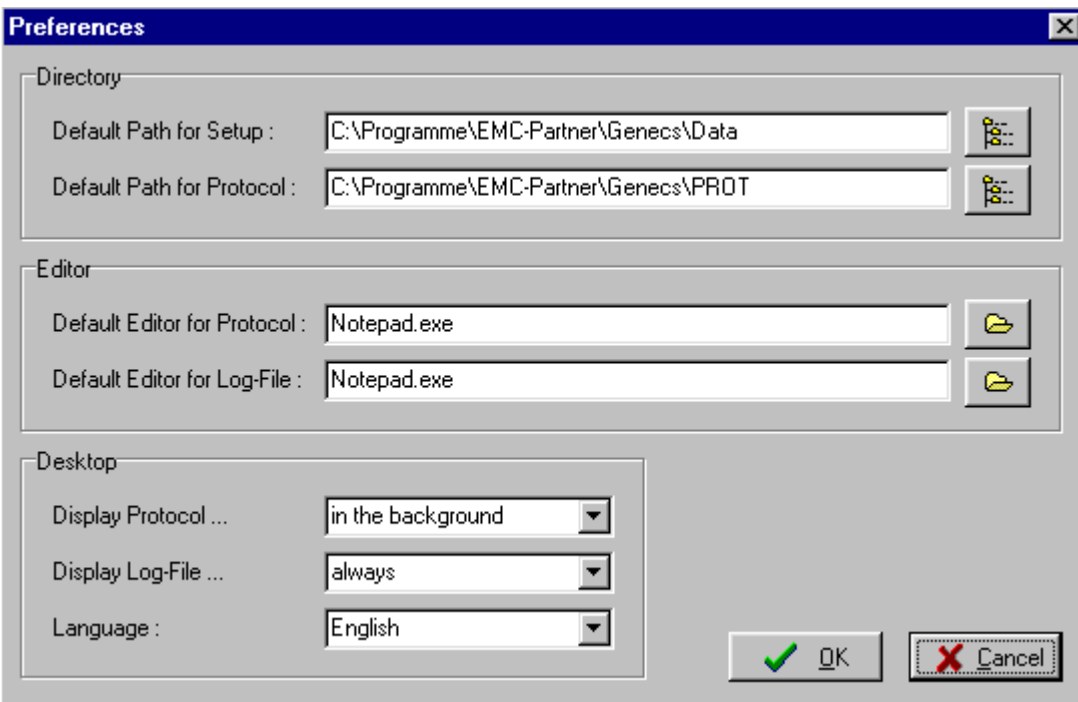 Preferences
Directory
Default Path for Setup : C:\Programme\EMC-Partner\Genecs\Data
Default Path for Protocol : C:\Programme\EMC-Partner\Genecs\PROT
Editor
Default Editor for Protocol : Notepad.exe
Default Editor for Log-File : Notepad.exe
Desktop
Display Protocol ... in the background
Display Log-File ... always
Language : English
OK Cancel